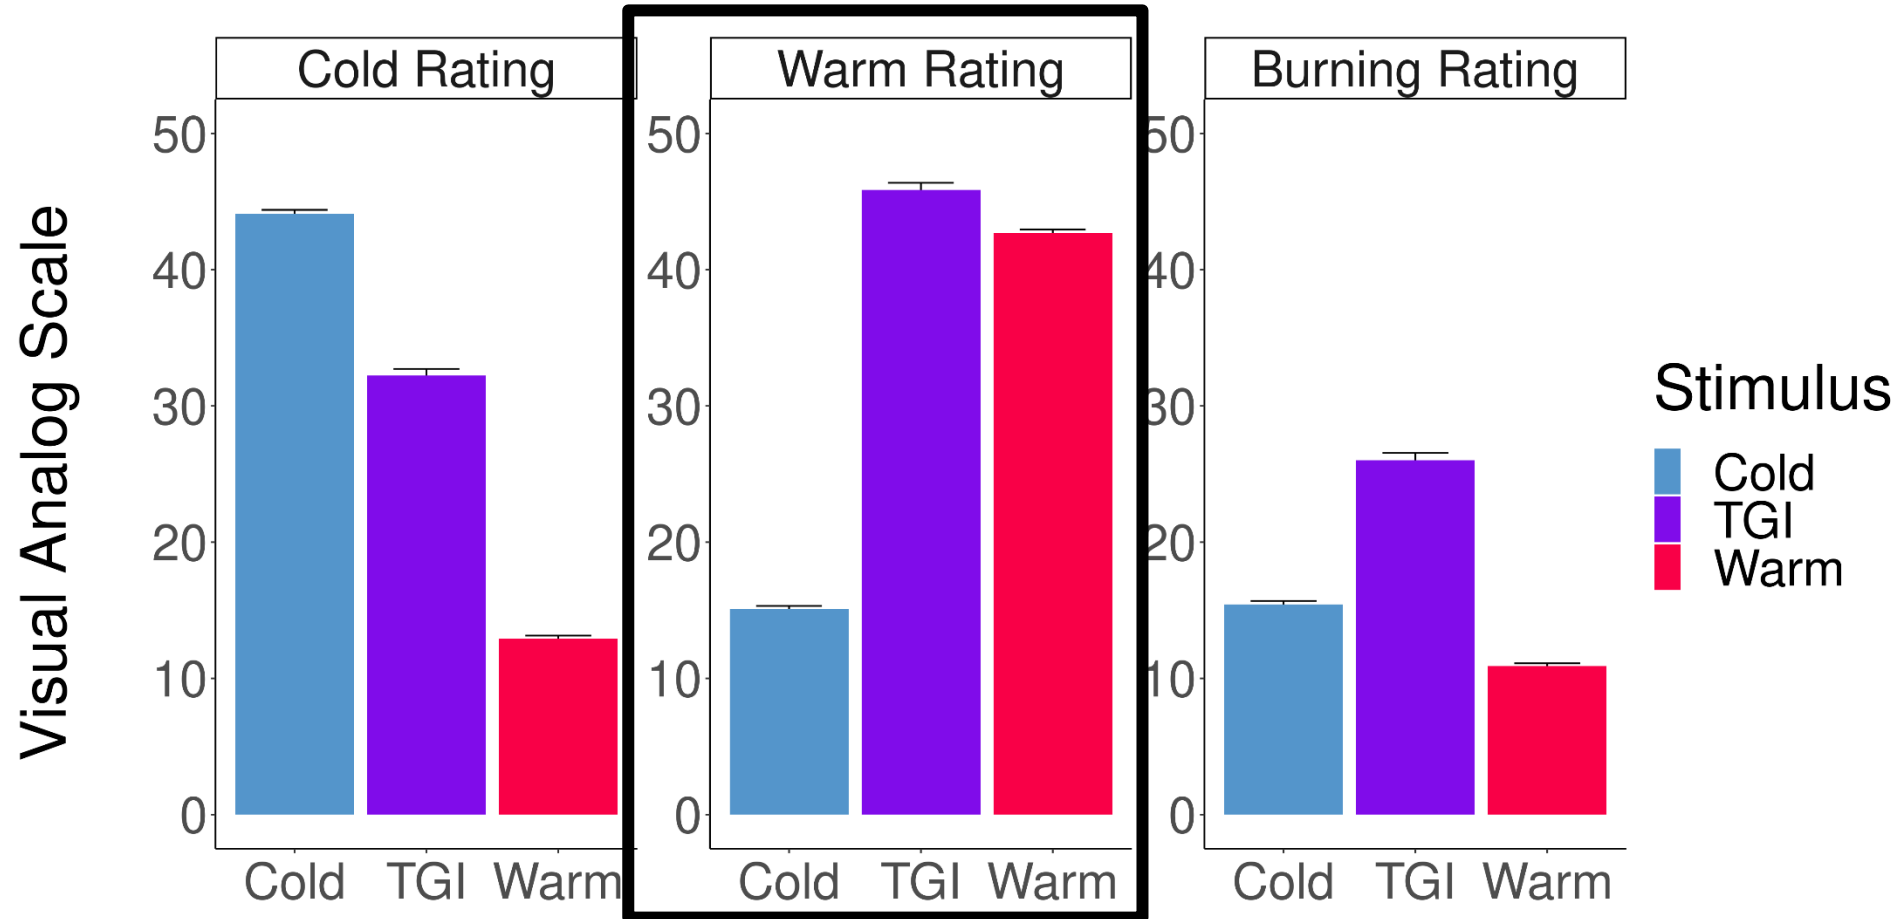 Cold Rating
Warm Rating
Burning Rating
Visual Analog Scale
50
40
30
20
10
0
Cold TGI Warm
50
40
30
20
10
0
Cold TGI Warm
50
40
30
20
10
0
Cold TGI Warm
Stimulus
Cold
TGI
Warm